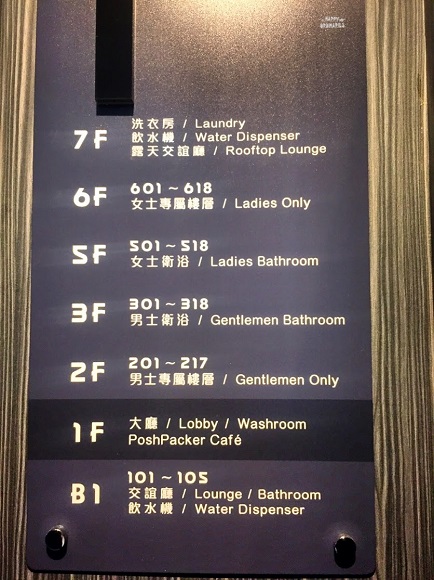 7F
洗衣房 / Laundry
飲水機 / Water Dispenser
露天交誼廳 / Rooftop Lounge
6F
601 ~ 618
女士專屬樓層 / Ladies Only
5F
501 ~ 518
女士衛浴 / Ladies Bathroom
3F
301 ~ 318
男士衛浴 / Gentlemen Bathroom
2F
201 ~ 217
男士專屬樓層 / Gentlemen Only
1F
大廳 / Lobby / Washroom
PoshPacker Café
B1
101 ~ 105
交誼廳 / Lounge / Bathroom
飲水機 / Water Dispenser